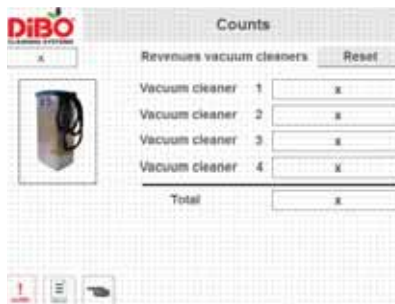 DiBO
CLEANING SYSTEMS
Counts
x
Revenues vacuum cleaners Reset
Vacuum cleaner 1 x
Vacuum cleaner 2 x
Vacuum cleaner 3 x
Vacuum cleaner 4 x
Total x
!